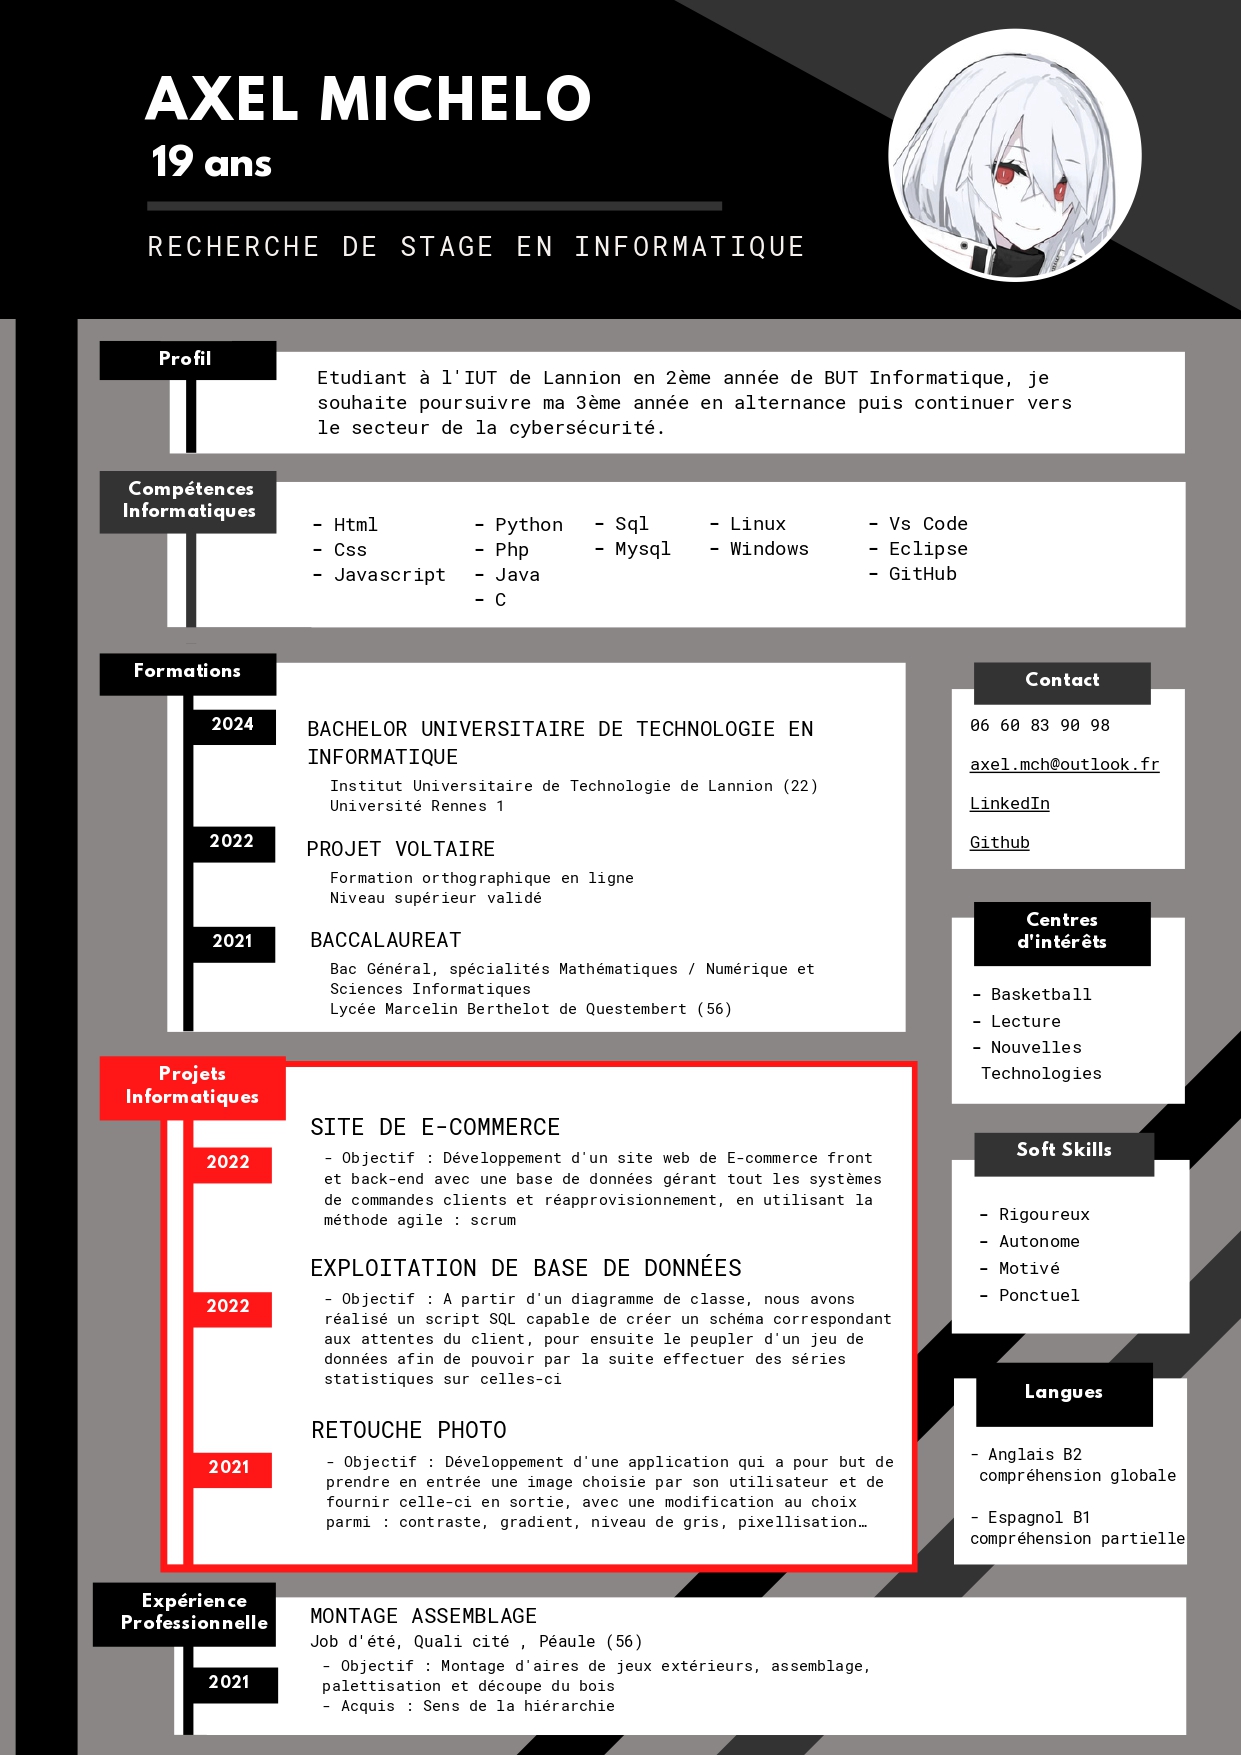 AXEL MICHELO
19 ans
RECHERCHE DE STAGE EN INFORMATIQUE
Profil
Etudiant à l'IUT de Lannion en 2ème année de BUT Informatique, je
souhaite poursuivre ma 3ème année en alternance puis continuer vers
le secteur de la cybersécurité.
Compétences
Informatiques
- Html
- Css
- Javascript
- Python
- Php
- Java
- C
- Sql
- Mysql
- Linux
- Windows
- Vs Code
- Eclipse
- GitHub
Formations
2024
BACHELOR UNIVERSITAIRE DE TECHNOLOGIE EN
INFORMATIQUE
Institut Universitaire de Technologie de Lannion (22)
Université Rennes 1
2022
PROJET VOLTAIRE
Formation orthographique en ligne
Niveau supérieur validé
2021
BACCALAUREAT
Bac Général, spécialités Mathématiques / Numérique et
Sciences Informatiques
Lycée Marcelin Berthelot de Questembert (56)
Projets
Informatiques
2022
SITE DE E-COMMERCE
- Objectif : Développement d'un site web de E-commerce front
et back-end avec une base de données gérant tout les systèmes
de commandes clients et réapprovisionnement, en utilisant la
méthode agile : scrum
2022
EXPLOITATION DE BASE DE DONNÉES
- Objectif : A partir d'un diagramme de classe, nous avons
réalisé un script SQL capable de créer un schéma correspondant
aux attentes du client, pour ensuite le peupler d'un jeu de
données afin de pouvoir par la suite effectuer des séries
statistiques sur celles-ci
2021
RETOUCHE PHOTO
- Objectif : Développement d'une application qui a pour but de
prendre en entrée une image choisie par son utilisateur et de
fournir celle-ci en sortie, avec une modification au choix
parmi : contraste, gradient, niveau de gris, pixellisation…
Expérience
Professionnelle
2021
MONTAGE ASSEMBLAGE
Job d'été, Quali cité , Péaule (56)
- Objectif : Montage d'aires de jeux extérieurs, assemblage,
palettisation et découpe du bois
- Acquis : Sens de la hiérarchie
Contact
06 60 83 90 98
axel.mch@outlook.fr
LinkedIn
Github
Centres
d'intérêts
- Basketball
- Lecture
- Nouvelles
Technologies
Soft Skills
- Rigoureux
- Autonome
- Motivé
- Ponctuel
Langues
- Anglais B2
compréhension globale
- Espagnol B1
compréhension partielle